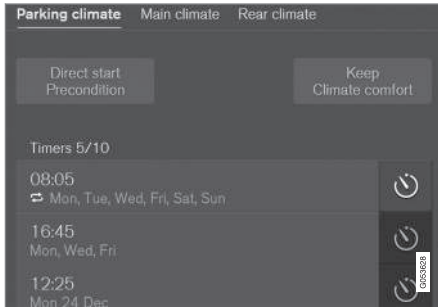 Parking climate Main climate Rear climate
Direct start
Precondition
Keep
Climate comfort
Timers 5/10
08:05
Mon, Tue, Wed, Fri, Sat, Sun
16:45
Mon, Wed, Fri
12:25
Mon 24 Dec
G053628